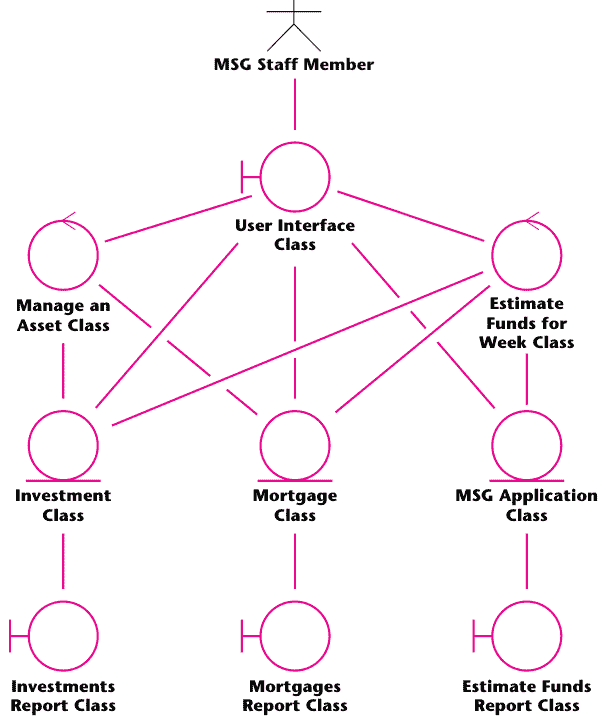 MSG Staff Member
User Interface
Class
Manage an
Asset Class
Estimate
Funds for
Week Class
Investment
Class
Mortgage
Class
MSG Application
Class
Investments
Report Class
Mortgages
Report Class
Estimate Funds
Report Class